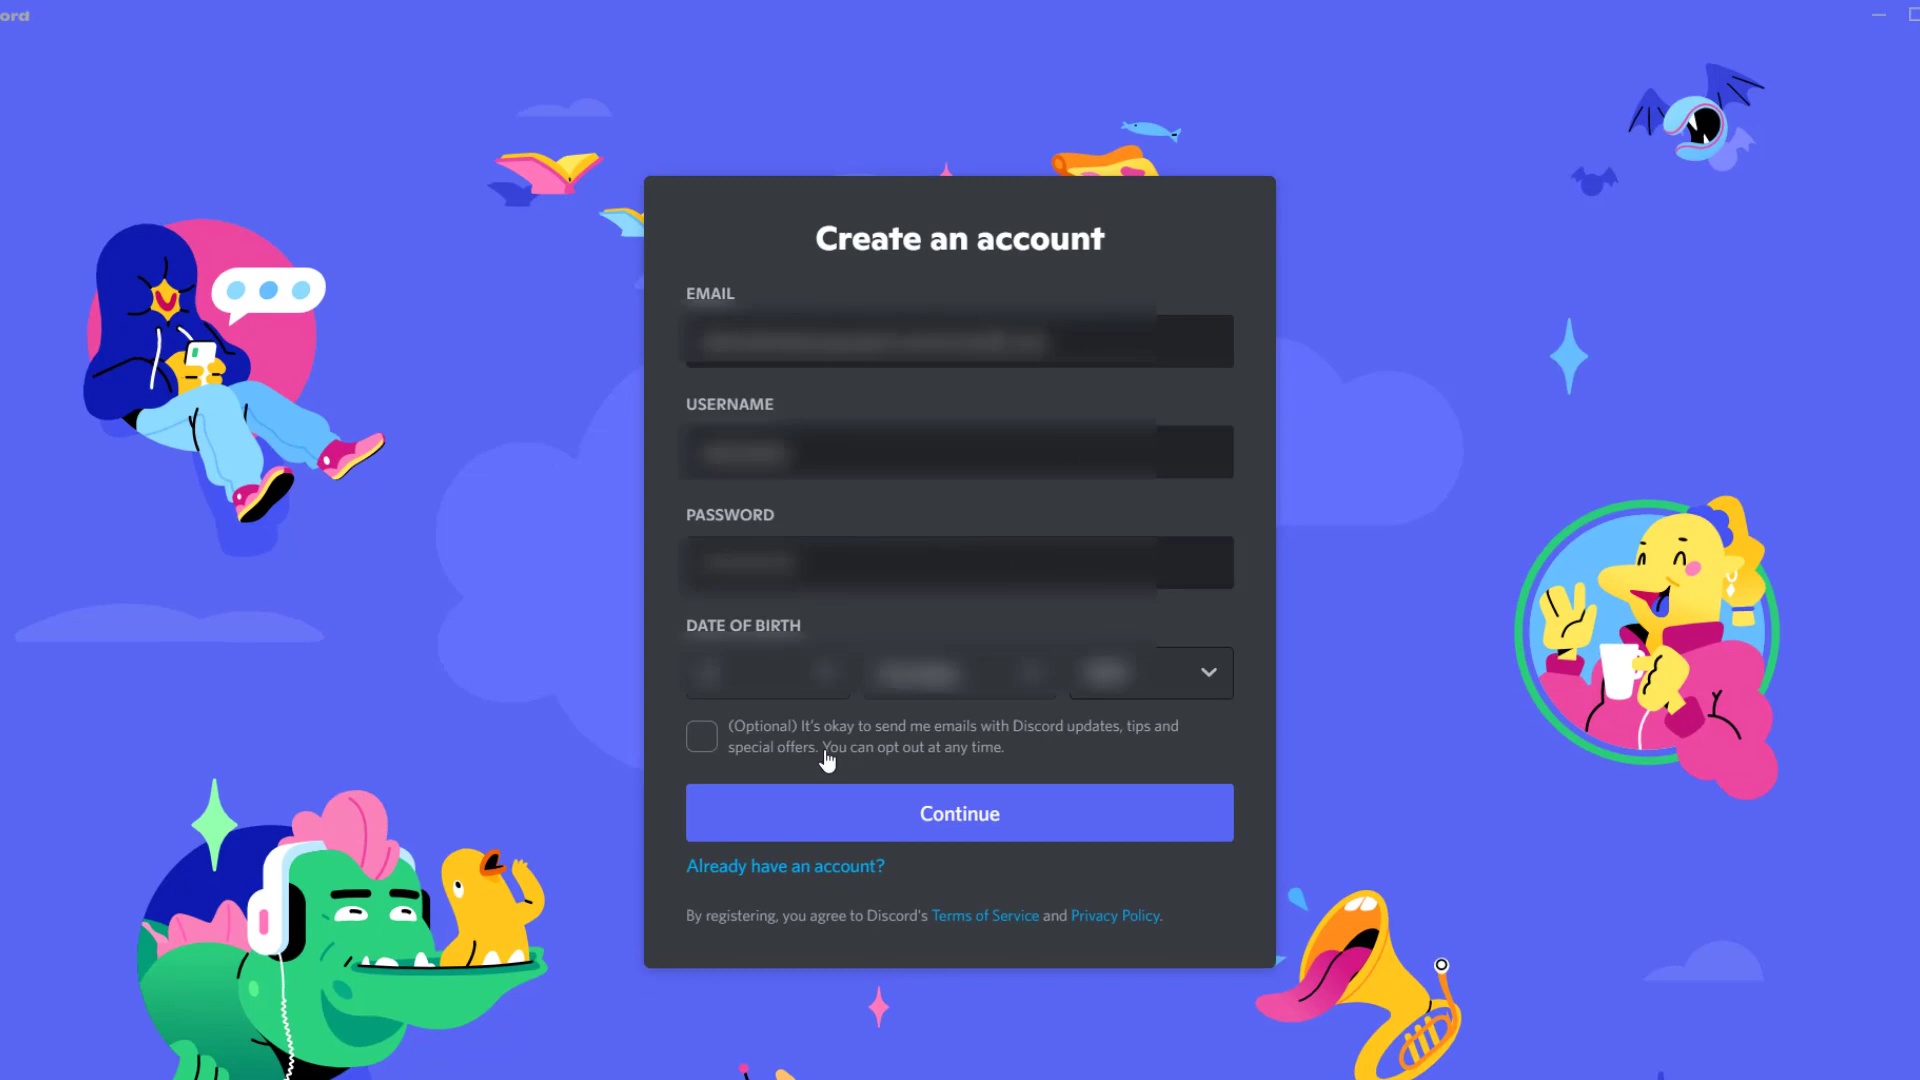 ord
Create an account
EMAIL
USERNAME
PASSWORD
DATE OF BIRTH
(Optional) It's okay to send me emails with Discord updates, tips and
special offers. You can opt out at any time.
Continue
Already have an account?
By registering, you agree to Discord's Terms of Service and Privacy Policy.